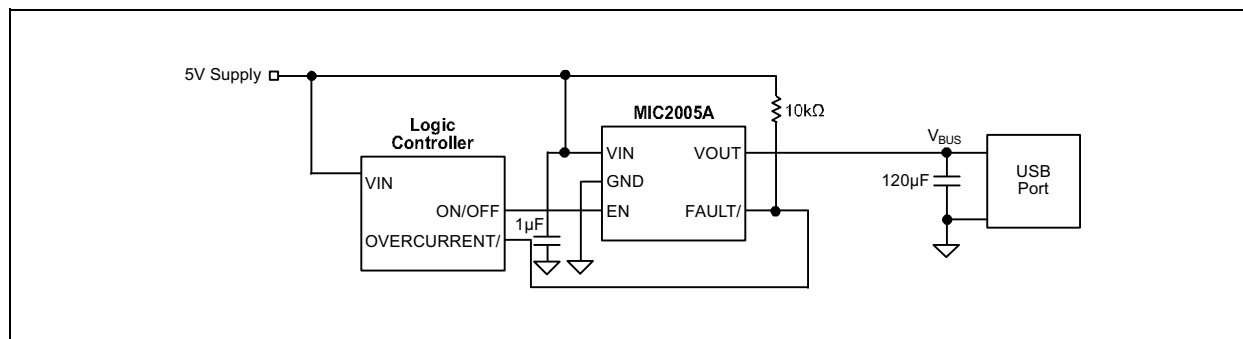 5V Supply
Logic
Controller
VIN
ON/OFF
OVERCURRENT/
1µF
MIC2005A
VIN
GND
EN
VOUT
FAULT/
10kΩ
VBUS
120µF
USB
Port